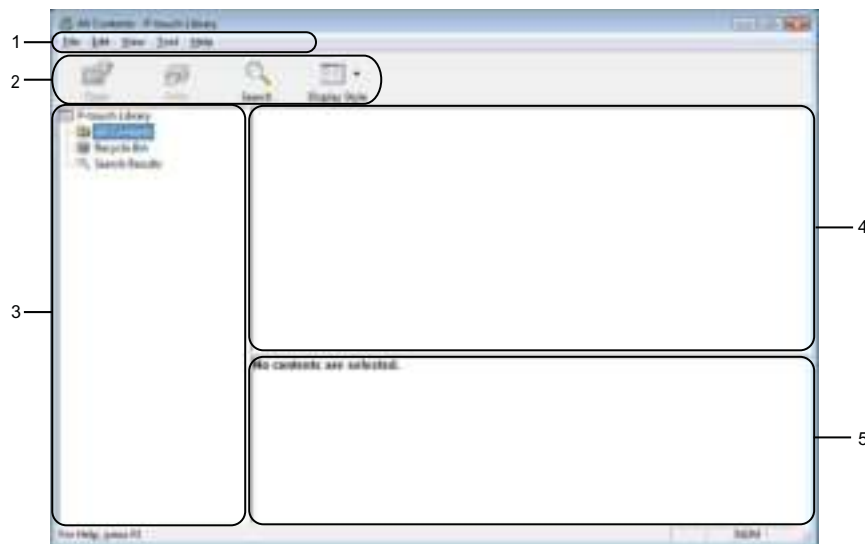 All Contents - P-touch Library
1
File Edit View Tool Help
2
Open Print Search Display Style
P-touch Library
All Contents
Recycle Bin
Search Results
3
4
No contents are selected.
5
For Help, press F1
NUM